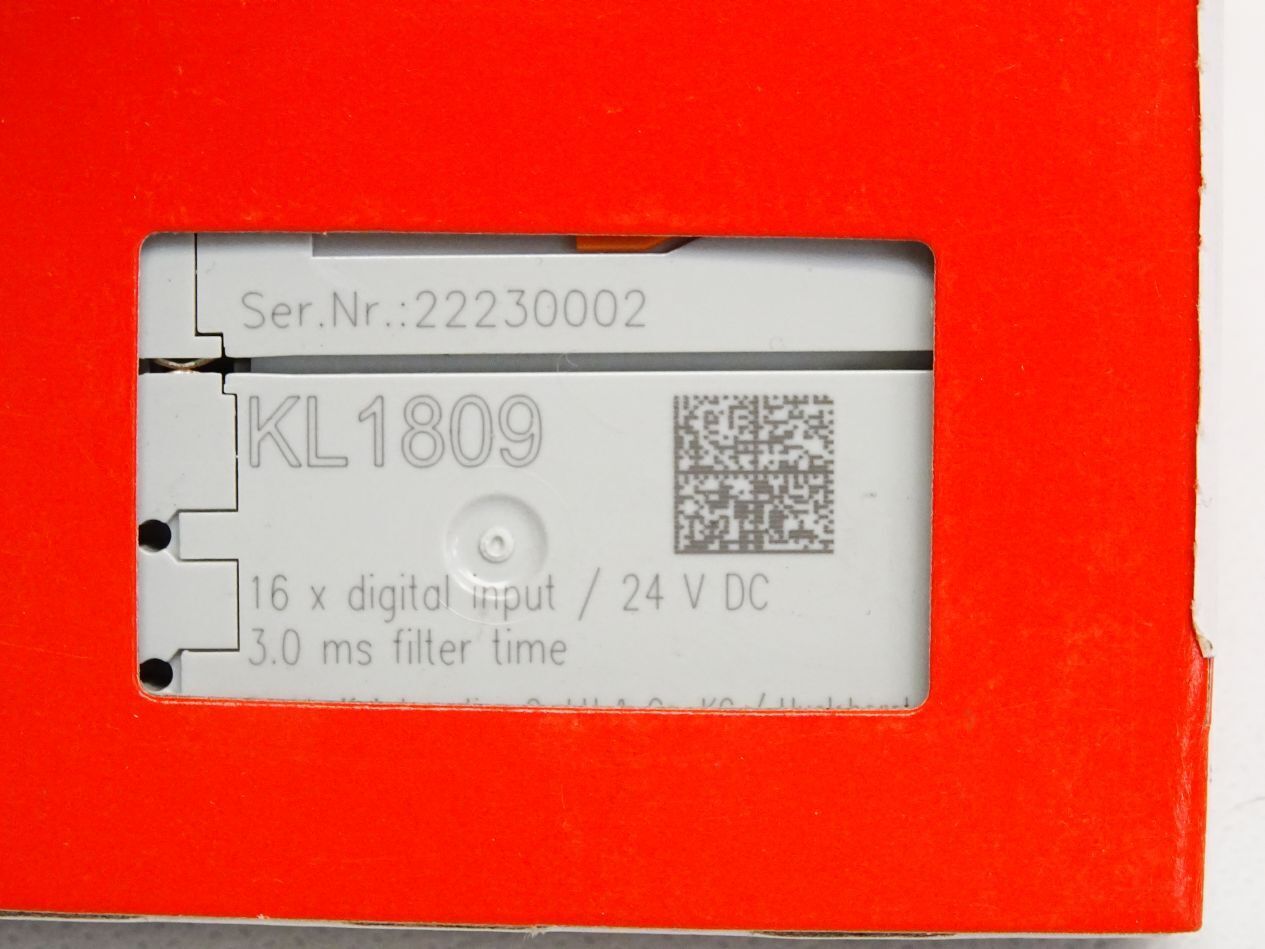 Ser.Nr.:22230002
KL1809
16 x digital input / 24 V DC
3.0 ms filter time